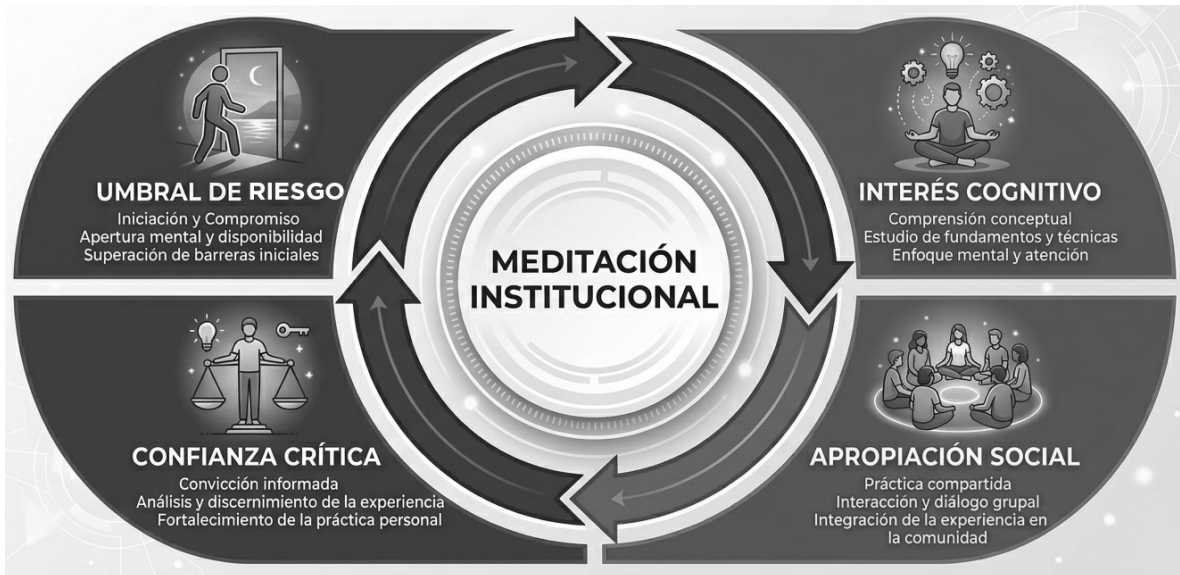 UMBRAL DE RIESGO
Iniciación y Compromiso
Apertura mental y disponibilidad
Superación de barreras iniciales
INTERÉS COGNITIVO
Comprensión conceptual
Estudio de fundamentos y técnicas
Enfoque mental y atención
MEDITACIÓN
INSTITUCIONAL
CONFIANZA CRÍTICA
Convicción informada
Análisis y discernimiento de la experiencia
Fortalecimiento de la práctica personal
APROPIACIÓN SOCIAL
Práctica compartida
Interacción y diálogo grupal
Integración de la experiencia en
la comunidad